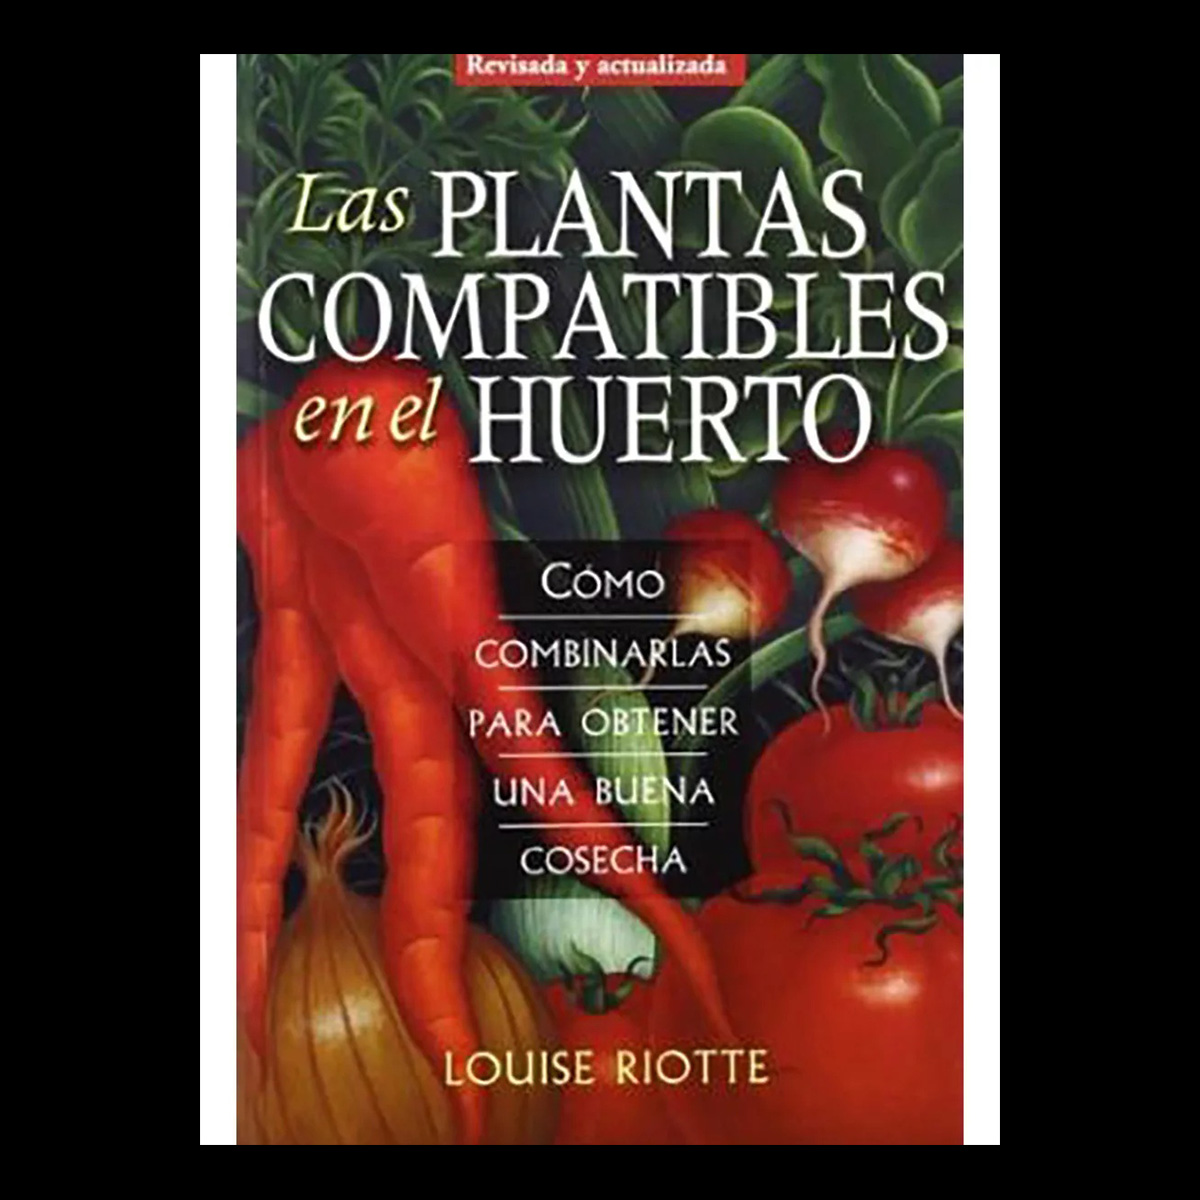 Revisada y actualizada
Las PLANTAS
COMPATIBLES
en el HUERTO
CÓMO
COMBINARLAS
PARA OBTENER
UNA BUENA
COSECHA
LOUISE RIOTTE